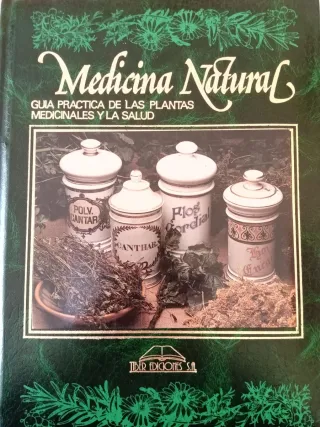 Medicina Natural
GUIA PRACTICA DE LAS PLANTAS
MEDICINALES Y LA SALUD
POLV.
CANTAR
CANTHAR
Flos
Cordial
TIBER EDICIONES S.A.